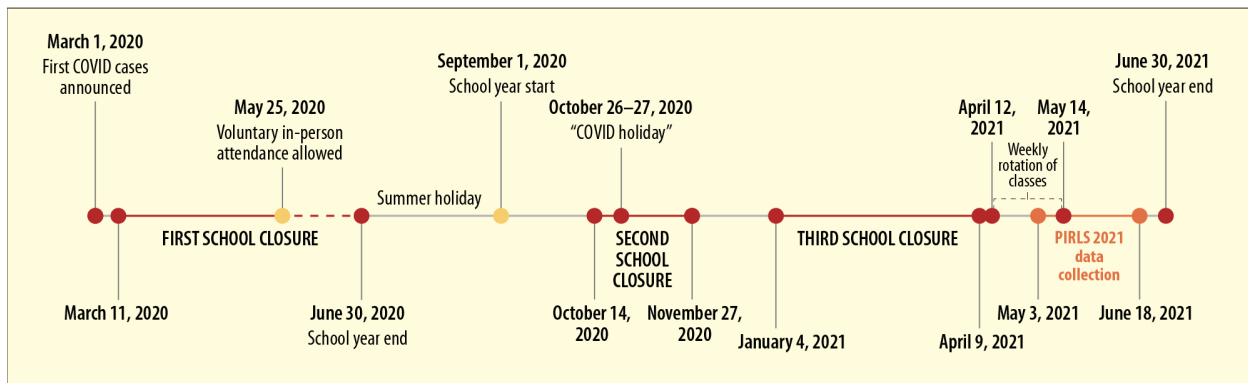 March 1, 2020
First COVID cases
announced
May 25, 2020
Voluntary in-person
attendance allowed
Summer holiday
September 1, 2020
School year start
October 26–27, 2020
“COVID holiday”
April 12,
2021
May 14,
2021
Weekly
rotation of
classes
June 30, 2021
School year end
FIRST SCHOOL CLOSURE
SECOND
SCHOOL
CLOSURE
THIRD SCHOOL CLOSURE
PIRLS 2021
data
collection
March 11, 2020
June 30, 2020
School year end
October 14,
2020
November 27,
2020
January 4, 2021
April 9, 2021
May 3, 2021
June 18, 2021